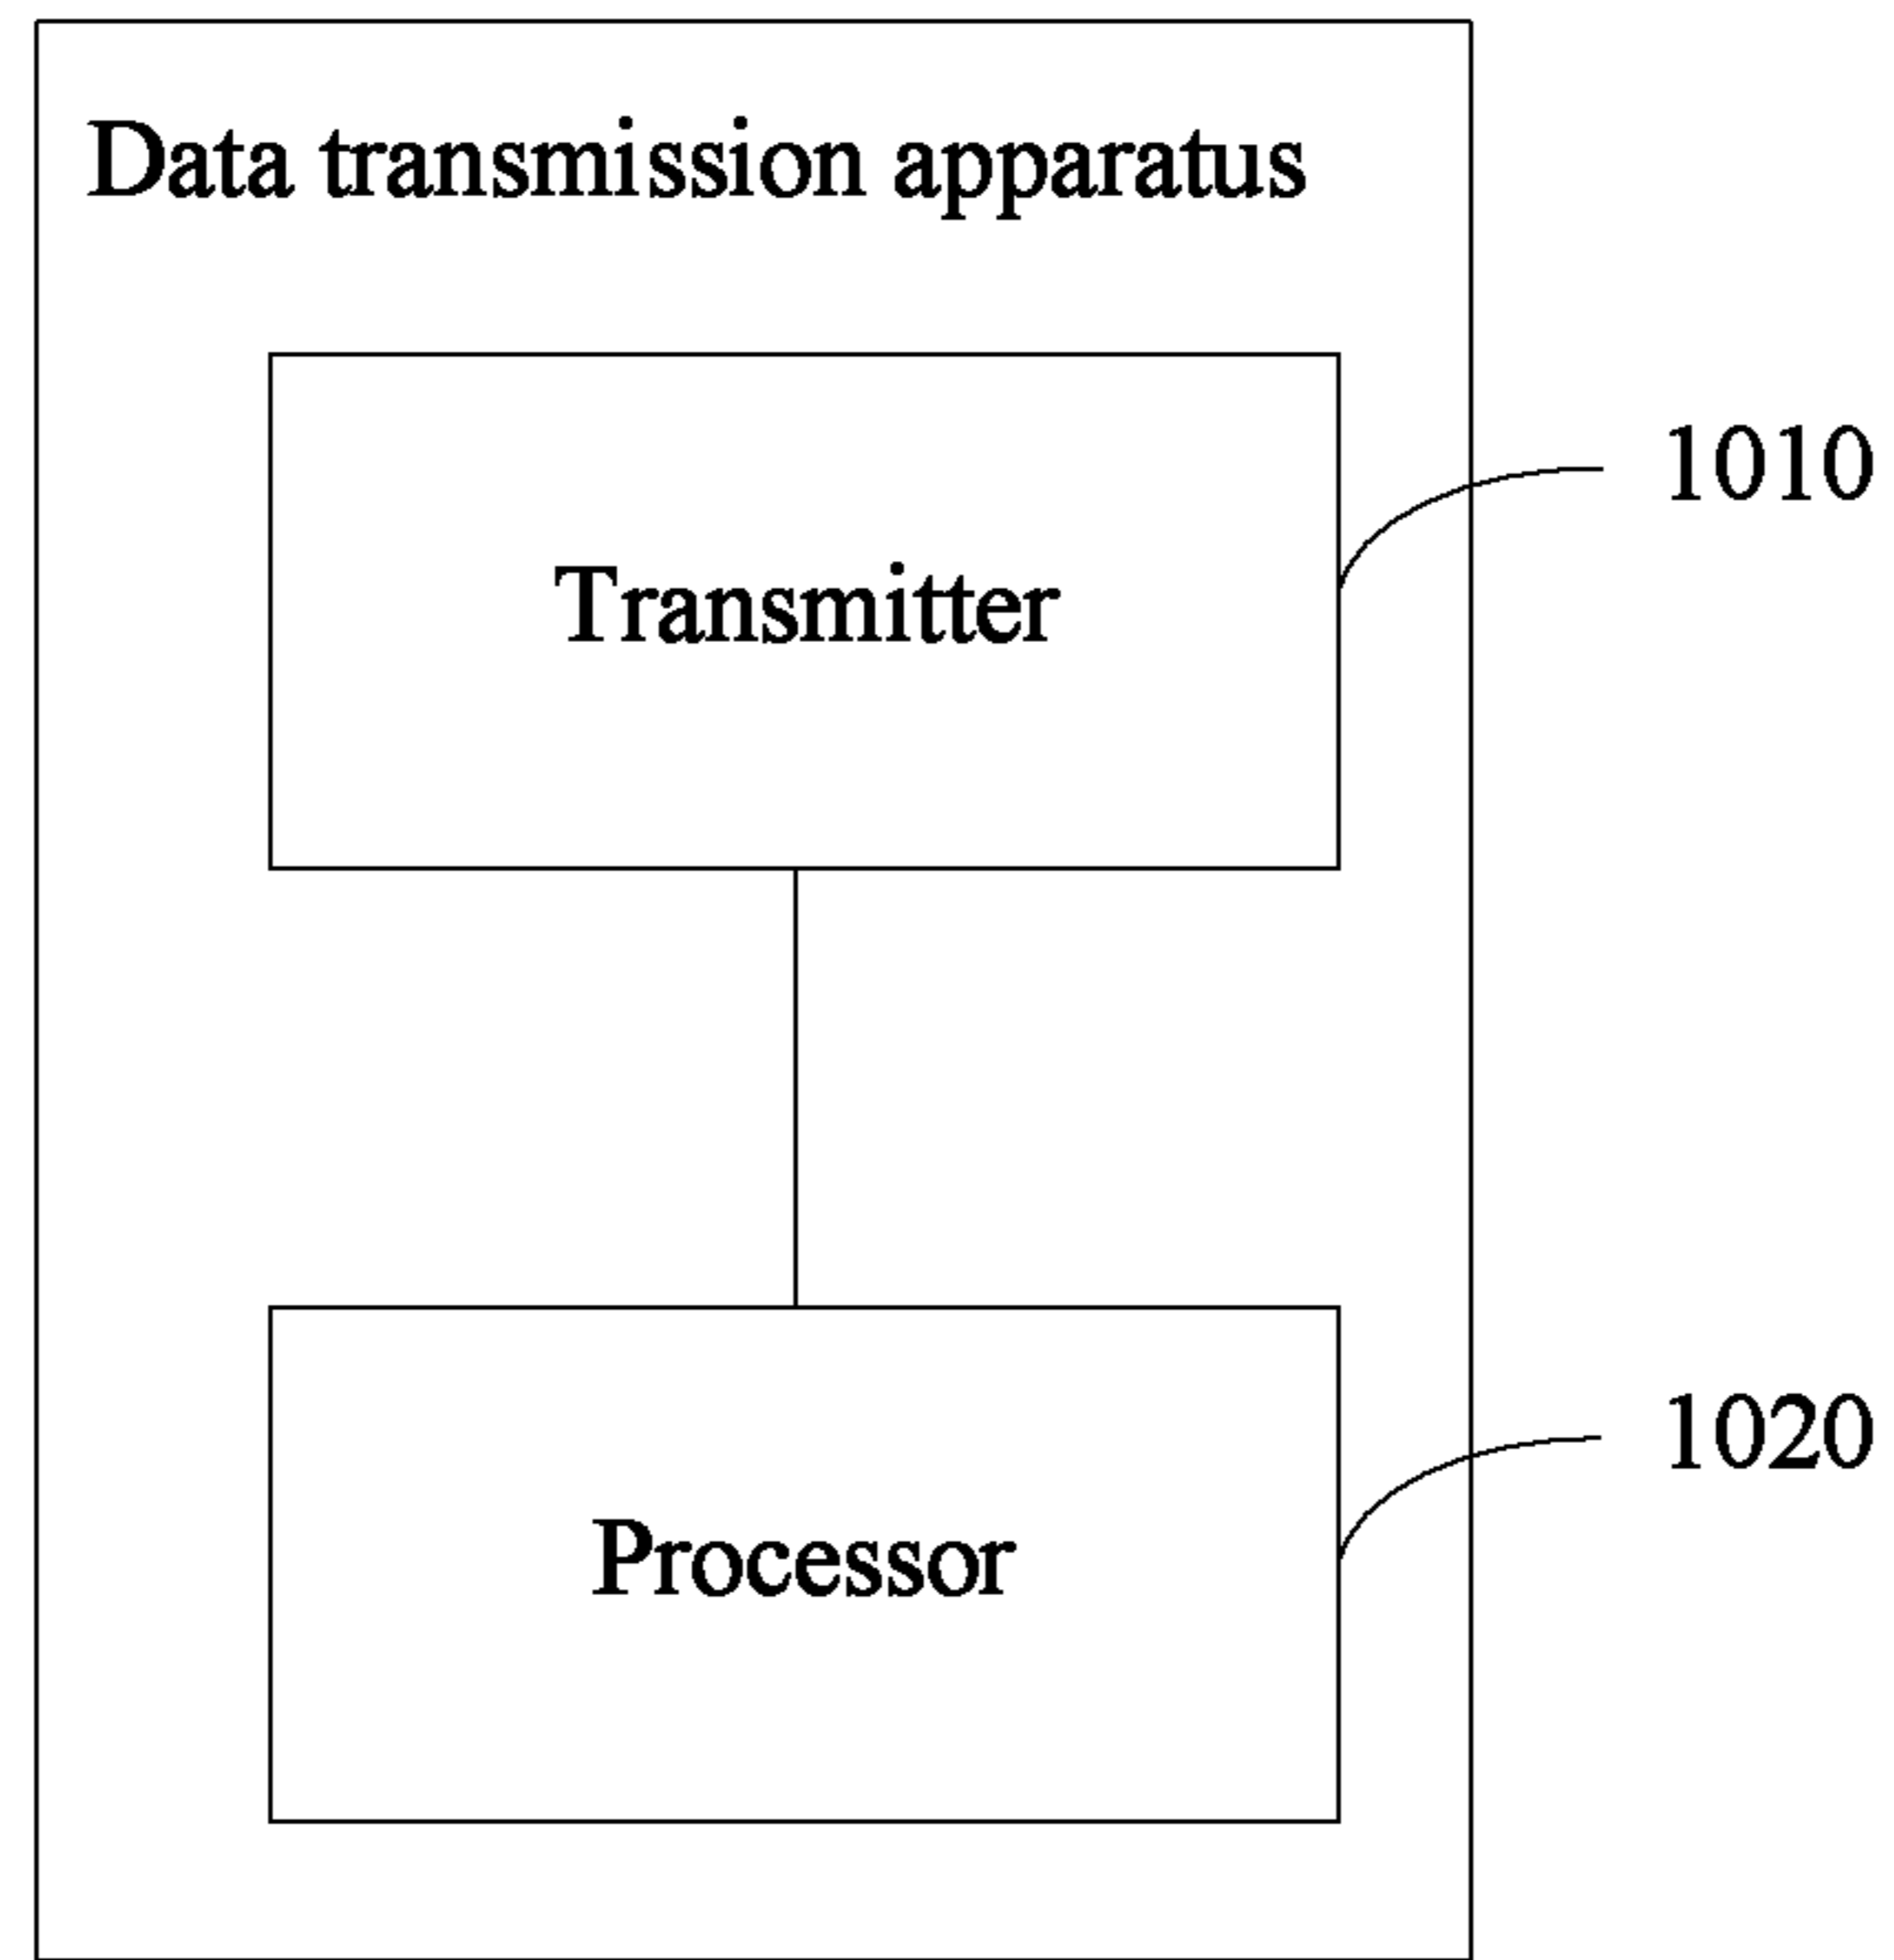 Data transmission apparatus
Transmitter
1010
Processor
1020